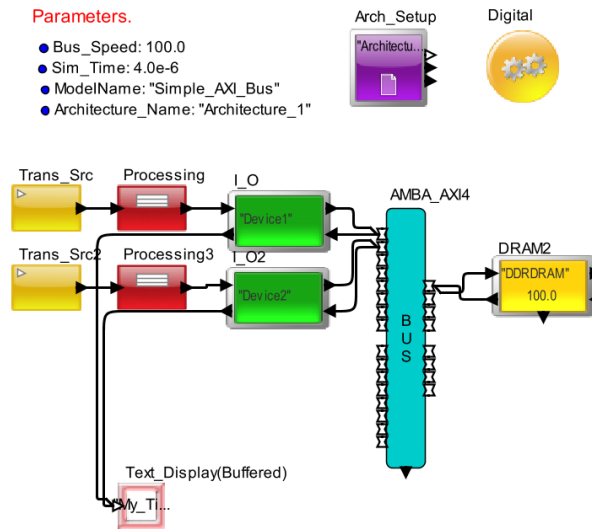 Parameters.
Bus_Speed: 100.0
Sim_Time: 4.0e-6
ModelName: "Simple_AXI_Bus"
Architecture_Name: "Architecture_1"
Arch_Setup
Digital
"Architectu...
Trans_Src
Processing
I_O
AMBA_AXI4
"Device1"
Trans_Src2
Processing3
I_O2
DRAM2
"Device2"
"DDRDRAM"
100.0
BUS
Text_Display(Buffered)
"My_Ti...